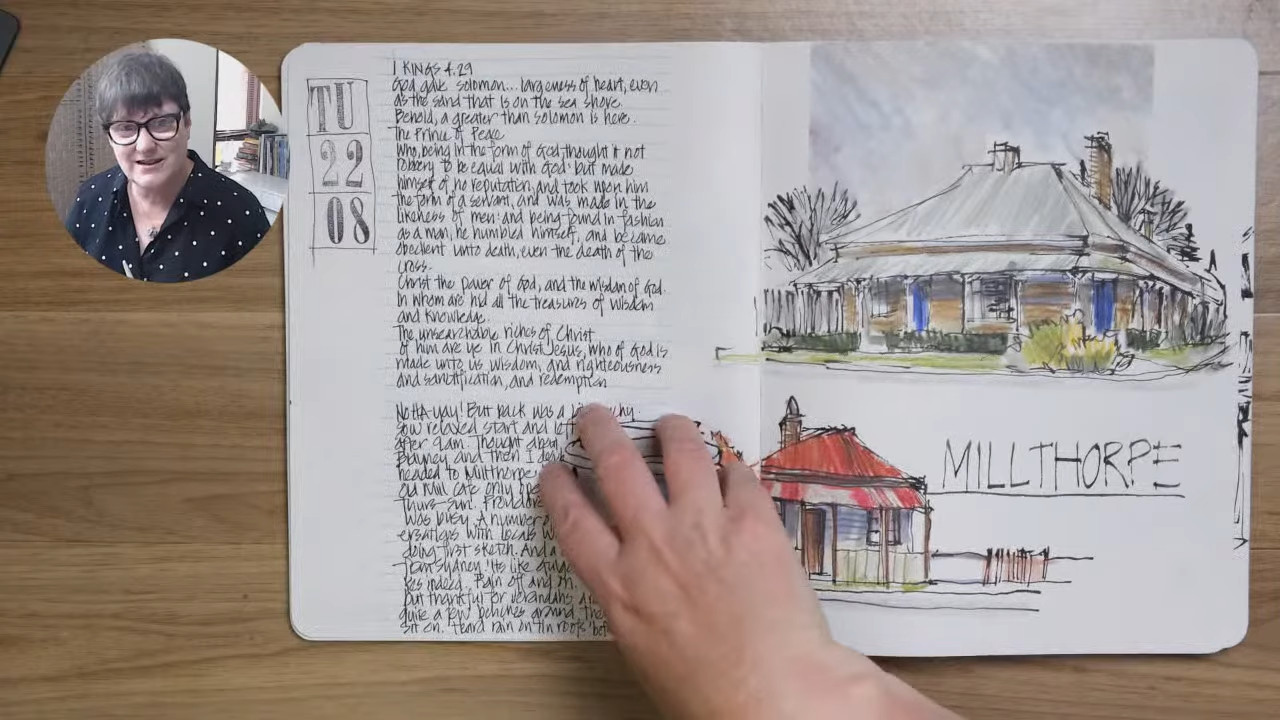 TU
22
08
1 KINGS 4.29
God gave solomon... largeness of heart, even
as the sand that is on the sea shore.
Behold, a greater than solomon is here.
The Prince of Peace
Who, being in the form of God, thought it not
robbery to be equal with God: but made
himself of no reputation, and took upon him
the form of a servant, and was made in the
likeness of men: and being found in fashion
as a man, he humbled himself, and became
obedient unto death, even the death of the
cross.
Christ the power of God, and the wisdom of God.
In whom are hid all the treasures of wisdom
and knowledge.
The unsearchable riches of Christ
of him are ye in Christ Jesus, who of God is
made unto us wisdom, and righteousness
and sanctification, and redemption
But back was a
slow relaxed start and left
after 9am. Thought about
and then I
headed to Millthorpe
Old Mill Cafe only
Thurs-Sun.
Was busy. A number
with locals
doing first sketch. And a
from Sydney 'Its like
Yes indeed. Rain off and
but thankful for verandahs
quite a few benches around the
sit on. Heard rain on tin roofs
MILLTHORPE